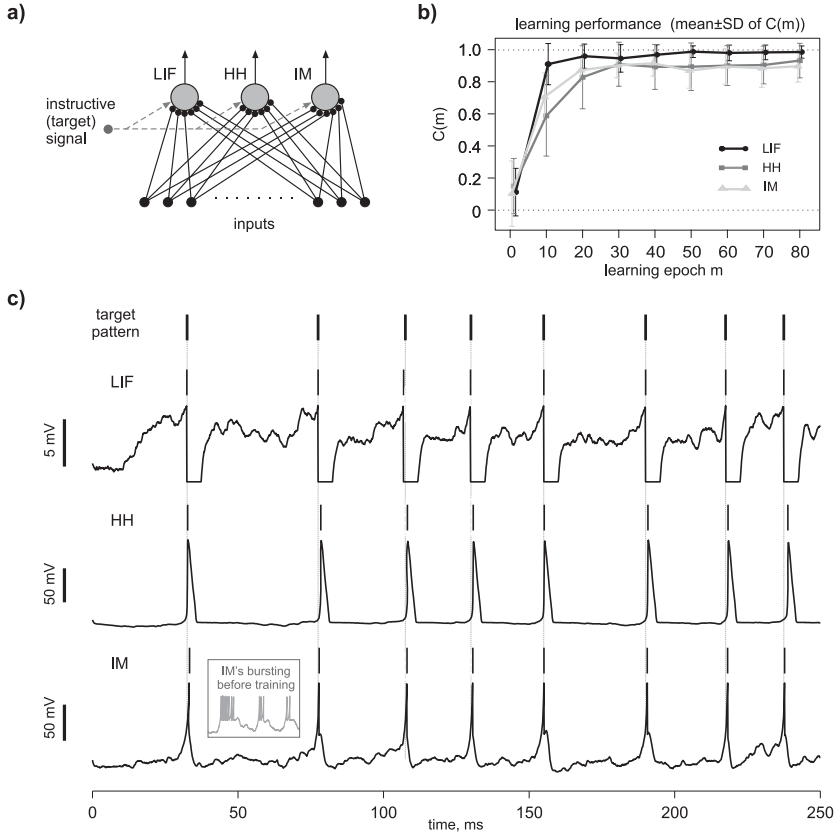 a)
LIF HH IM
instructive
(target)
signal
inputs
b)
learning performance (mean±SD of C(m))
C(m)
1.0
0.8
0.6
0.4
0.2
0
LIF
HH
IM
0 10 20 30 40 50 60 70 80
learning epoch m
c)
target
pattern
LIF
5 mV
HH
50 mV
IM
IM's bursting
before training
50 mV
0 50 100 150 200 250
time, ms